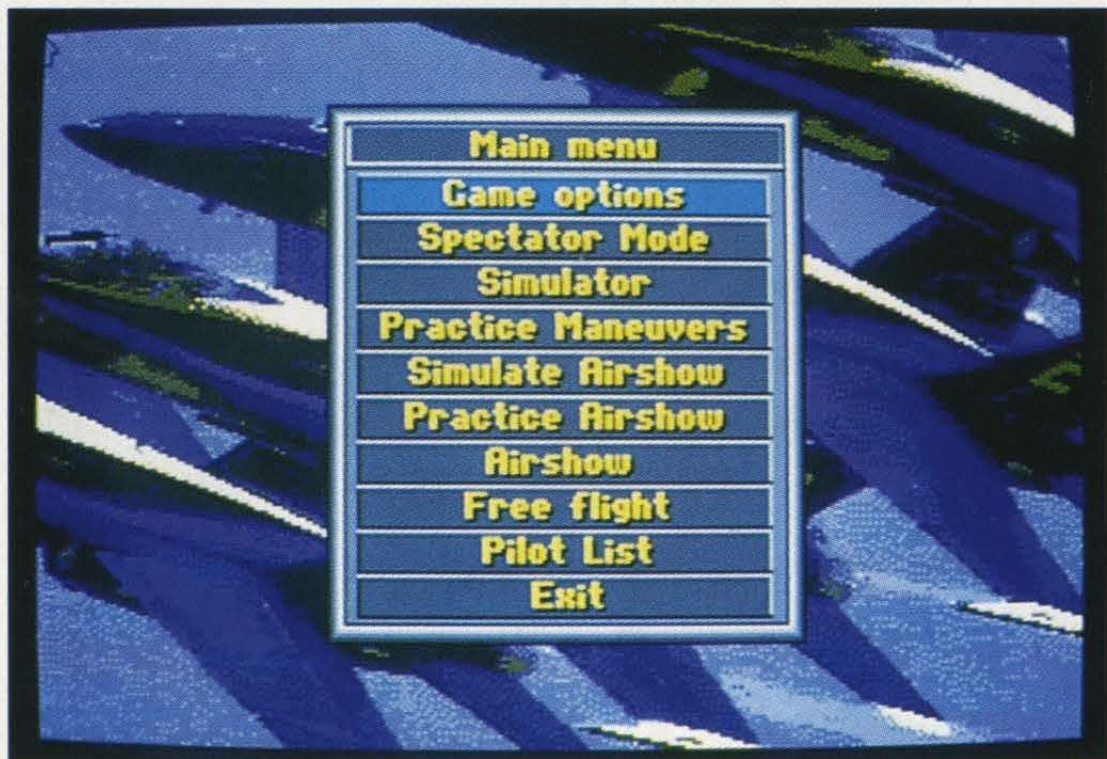 Main menu
Game options
Spectator Mode
Simulator
Practice Maneuvers
Simulate Airshow
Practice Airshow
Airshow
Free flight
Pilot List
Exit